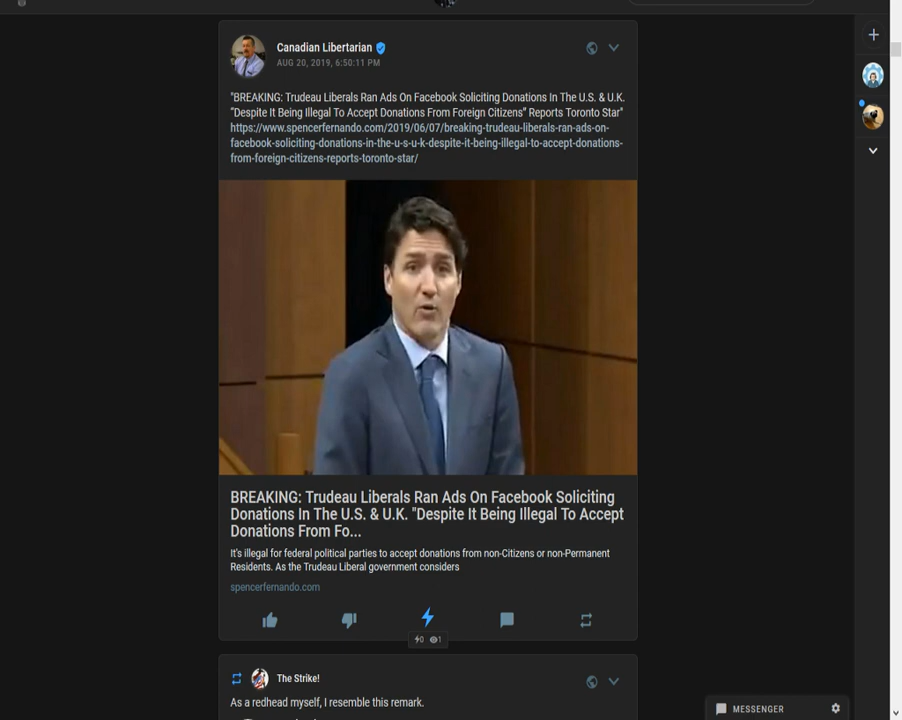 Canadian Libertarian
AUG 20, 2019, 6:50:11 PM
"BREAKING: Trudeau Liberals Ran Ads On Facebook Soliciting Donations In The U.S. & U.K.
"Despite It Being Illegal To Accept Donations From Foreign Citizens" Reports Toronto Star"
https://www.spencerfernando.com/2019/06/07/breaking-trudeau-liberals-ran-ads-on-
facebook-soliciting-donations-in-the-u-s-u-k-despite-it-being-illegal-to-accept-donations-
from-foreign-citizens-reports-toronto-star/
BREAKING: Trudeau Liberals Ran Ads On Facebook Soliciting
Donations In The U.S. & U.K. "Despite It Being Illegal To Accept
Donations From Fo...
It's illegal for federal political parties to accept donations from non-Citizens or non-Permanent
Residents. As the Trudeau Liberal government considers
spencerfernando.com
0 1
The Strike!
As a redhead myself, I resemble this remark.
MESSENGER